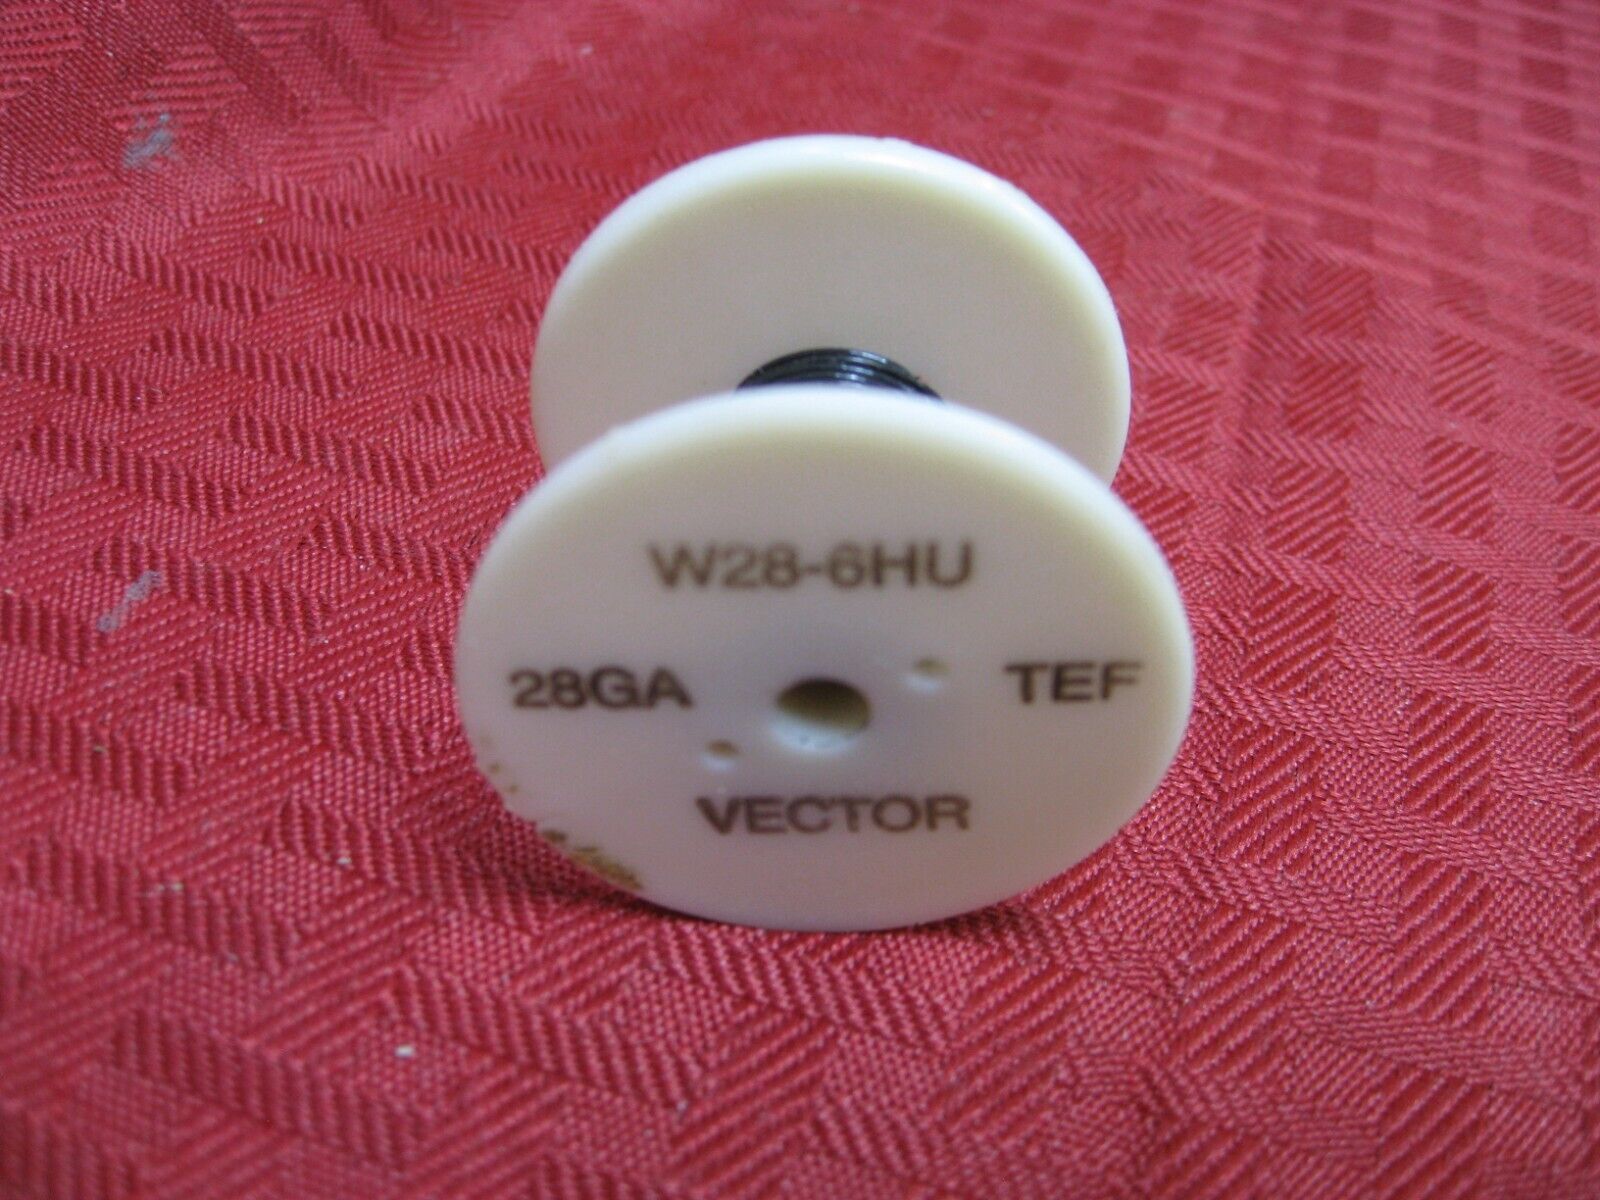 W28-6HU
28GA TEF
VECTOR